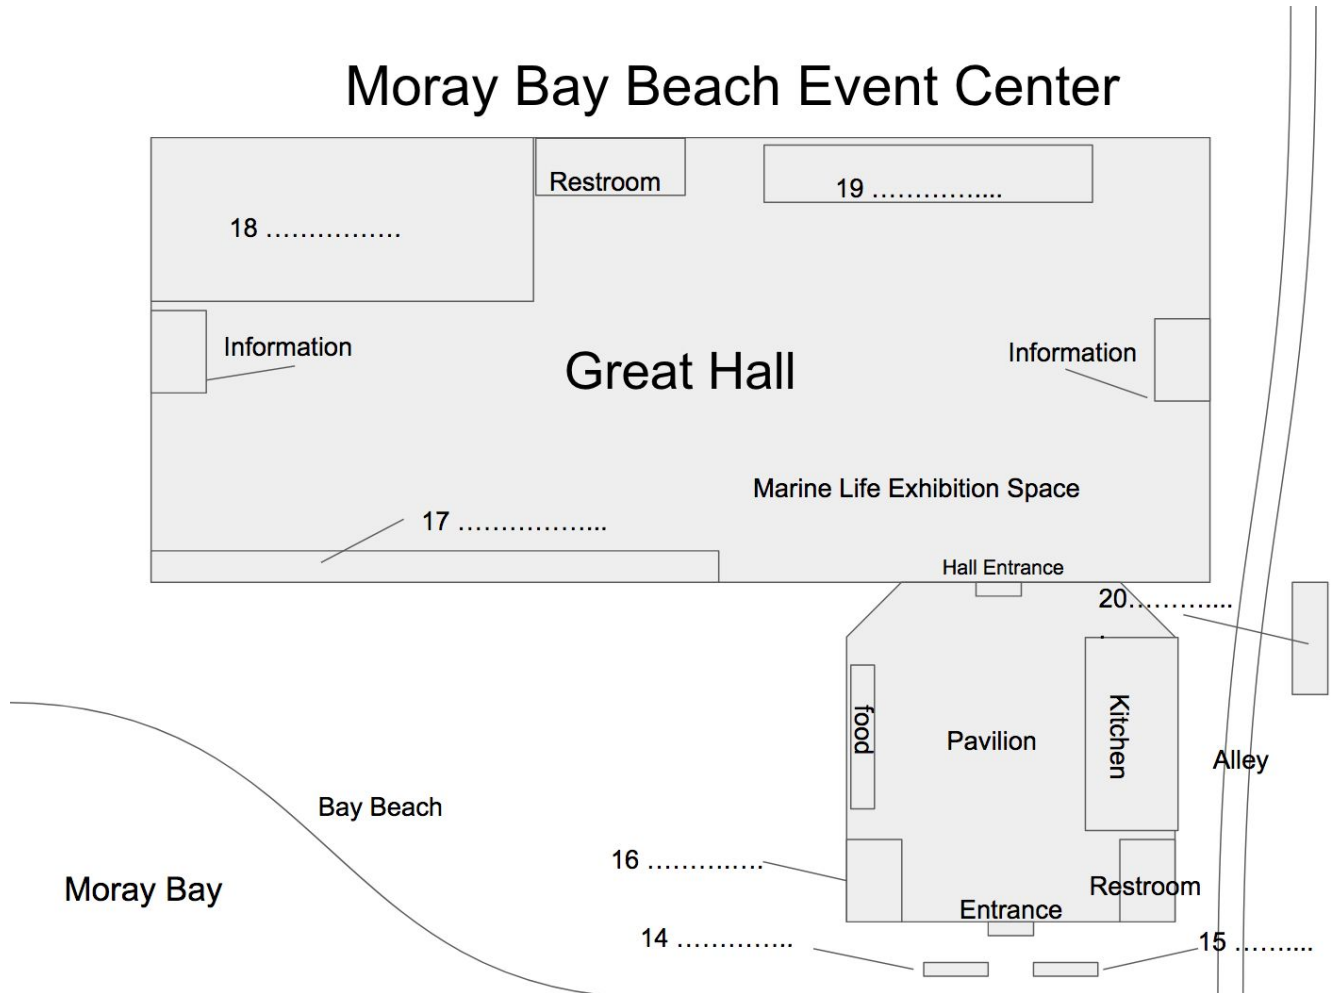 Moray Bay Beach Event Center
Restroom
19 ................
18 ................
Information
Great Hall
Information
Marine Life Exhibition Space
17 ..................
Hall Entrance
20..............
food
Pavilion
Kitchen
Alley
Bay Beach
16 ..............
Moray Bay
Restroom
Entrance
14 ..............
15 ..........